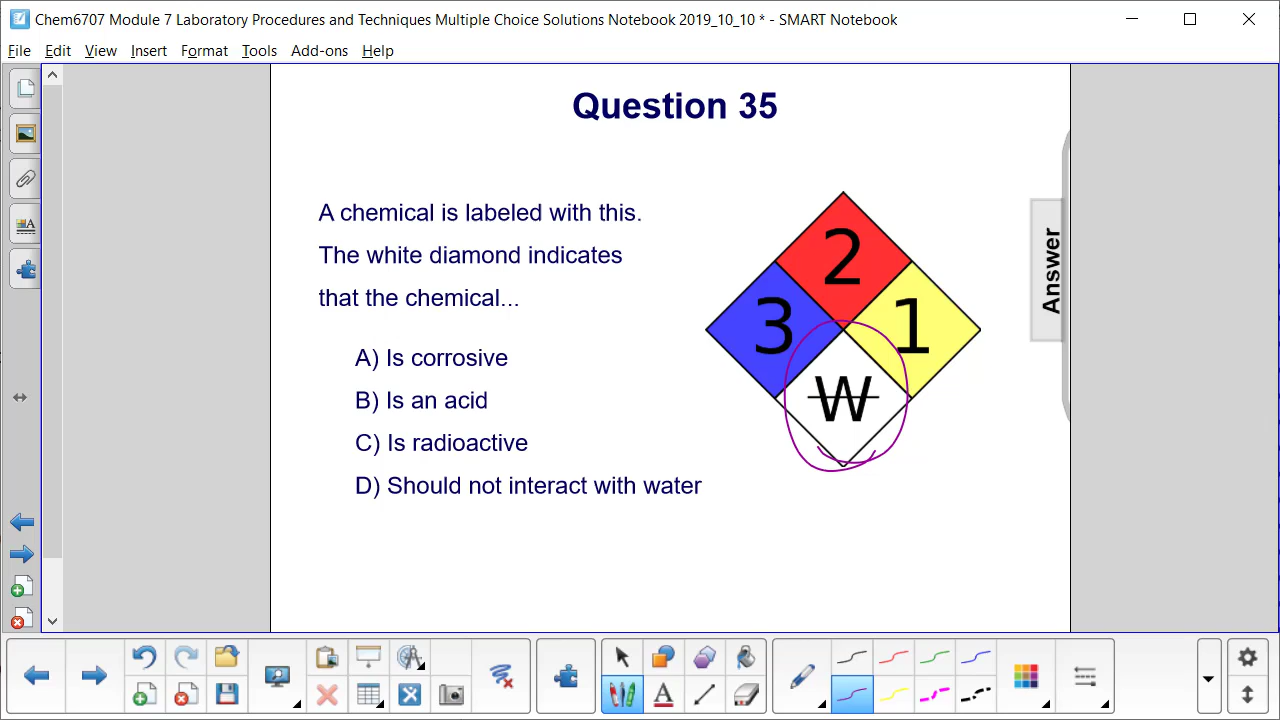 Chem6707 Module 7 Laboratory Procedures and Techniques Multiple Choice Solutions Notebook 2019_10_10 * - SMART Notebook
File Edit View Insert Format Tools Add-ons Help
Question 35
A chemical is labeled with this.
The white diamond indicates
that the chemical...
A) Is corrosive
B) Is an acid
C) Is radioactive
D) Should not interact with water
2
3 1
W
Answer